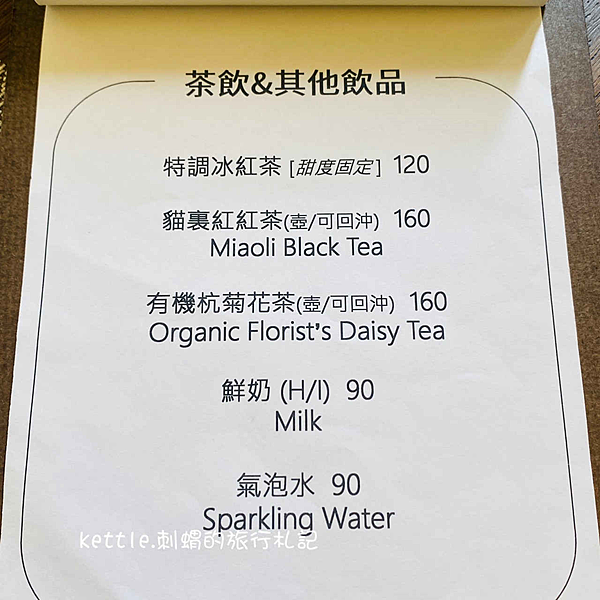 茶飲&其他飲品
特調冰紅茶 [甜度固定] 120
貓裏紅紅茶(壺/可回沖) 160
Miaoli Black Tea
有機杭菊花茶(壺/可回沖) 160
Organic Florist's Daisy Tea
鮮奶 (H/I) 90
Milk
氣泡水 90
Sparkling Water
kettle.刺蝟的旅行札記